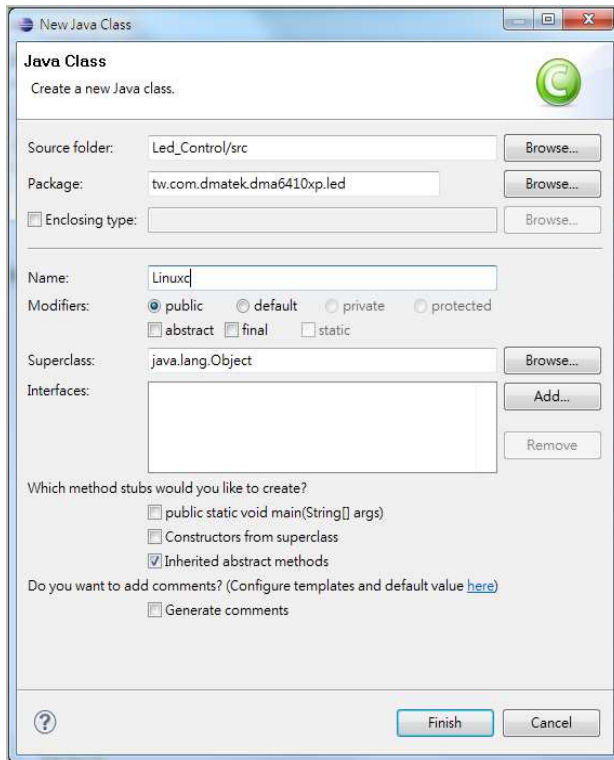 New Java Class
Java Class
Create a new Java class.
Source folder: Led_Control/src Browse...
Package: tw.com.dmatek.dma6410xp.led Browse...
Enclosing type: Browse...
Name: Linuxc
Modifiers: public default private protected
abstract final static
Superclass: java.lang.Object Browse...
Interfaces: Add...
Remove
Which method stubs would you like to create?
public static void main(String[] args)
Constructors from superclass
Inherited abstract methods
Do you want to add comments? (Configure templates and default value here)
Generate comments
Finish Cancel